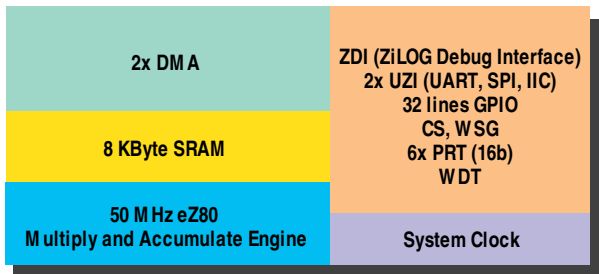 2x DMA
8 KByte SRAM
50 MHz eZ80
Multiply and Accumulate Engine
ZDI (ZiLOG Debug Interface)
2x UZI (UART, SPI, IIC)
32 lines GPIO
CS, WSG
6x PRT (16b)
WDT
System Clock